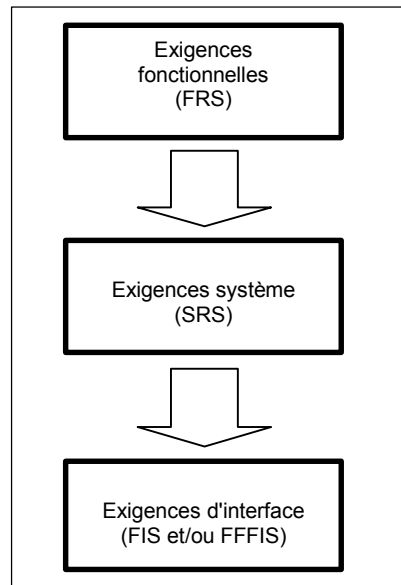 Exigences
fonctionnelles
(FRS)
Exigences système
(SRS)
Exigences d'interface
(FIS et/ou FFFIS)